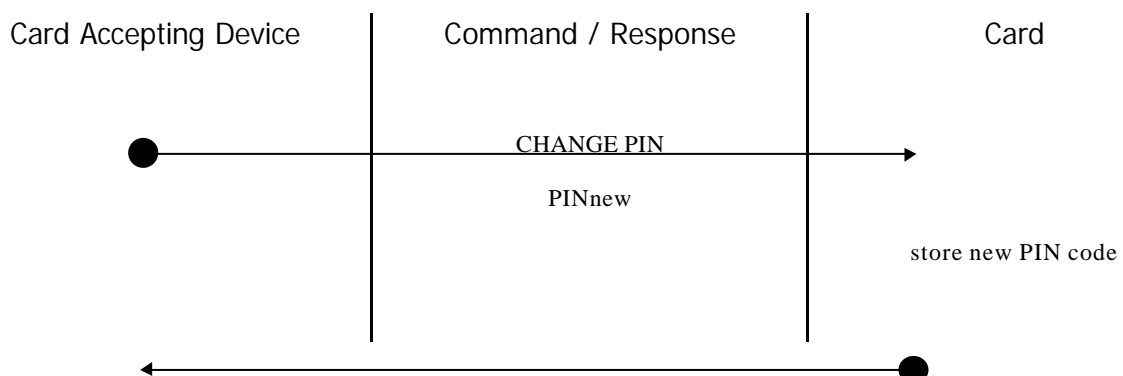 Card Accepting Device Command / Response Card
CHANGE PIN
PINnew
store new PIN code